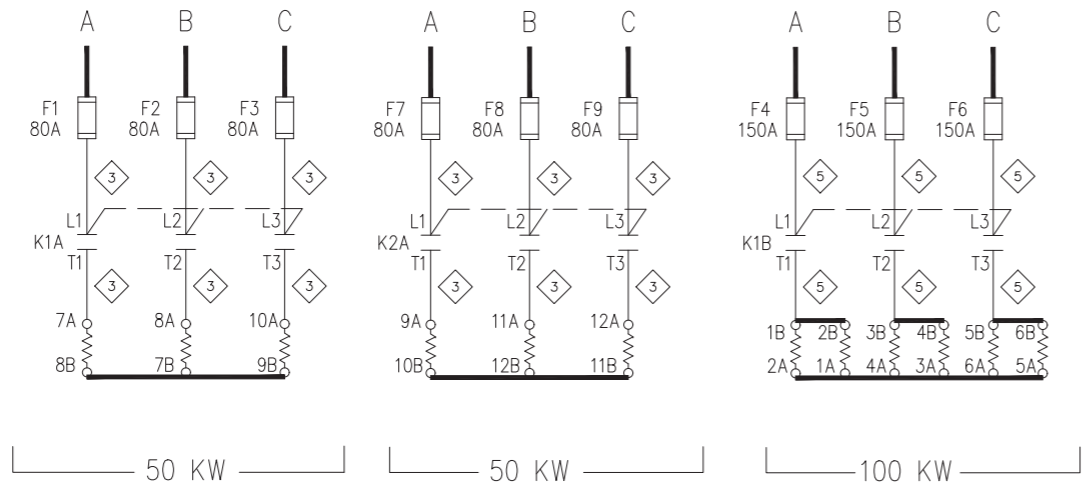 A B C
F1 80A F2 80A F3 80A
3 3 3
L1 L2 L3
K1A
T1 T2 T3
3 3 3
7A 8A 10A
8B 7B 9B
50 KW
A B C
F7 80A F8 80A F9 80A
3 3 3
L1 L2 L3
K2A
T1 T2 T3
3 3 3
9A 11A 12A
10B 12B 11B
50 KW
A B C
F4 150A F5 150A F6 150A
5 5 5
L1 L2 L3
K1B
T1 T2 T3
5 5 5
1B 2B 3B 4B 5B 6B
2A 1A 4A 3A 6A 5A
100 KW